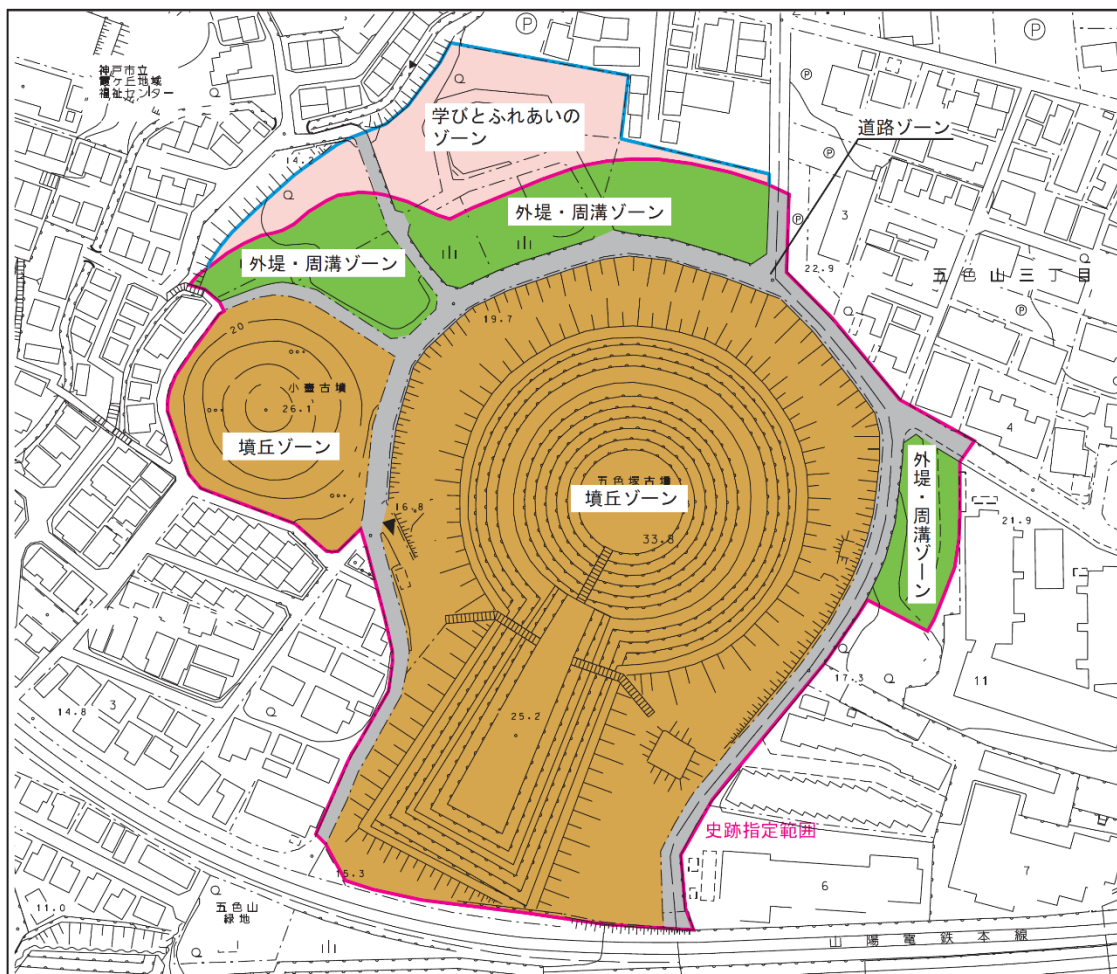 Ⓟ
Ⓟ
神戸市立
霞ヶ丘地域
福祉センター
学びとふれあいの
ゾーン
道路ゾーン
Ⓟ
Ⓟ
14.2
外堤・周溝ゾーン
外堤・周溝ゾーン
Ⓟ
3
22.9
五色山三丁目
Ⓟ
20
19.7
小壷古墳
26.1
墳丘ゾーン
4
外堤・周溝ゾーン
五色塚古墳
墳丘ゾーン
16.8
33.8
21.9
17.3
11
14.8
3
25.2
史跡指定範囲
15.3
6
7
11.0
五色山
緑地
山陽電鉄本線